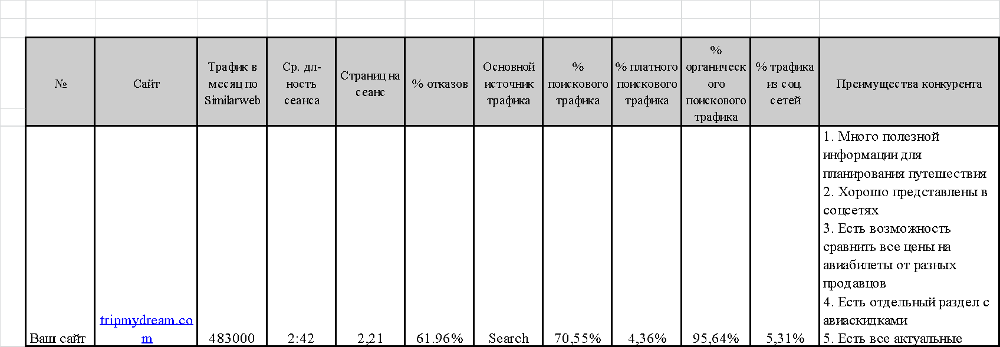 №
Сайт
Трафик в
месяц по
Similarweb
Ср. дл-
ность
сеанса
Страниц на
сеанс
% отказов
Основной
источник
трафика
%
поискового
трафика
% платного
поискового
трафика
%
органическ
ого
поискового
трафика
% трафика
из соц.
сетей
Преимущества конкурента
Ваш сайт
tripmydream.co
m
483000
2:42
2,21
61.96%
Search
70,55%
4,36%
95,64%
5,31%
1. Много полезной
информации для
планирования путешествия
2. Хорошо представлены в
соцсетях
3. Есть возможность
сравнить все цены на
авиабилеты от разных
продавцов
4. Есть отдельный раздел с
авиаскидками
5. Есть все актуальные